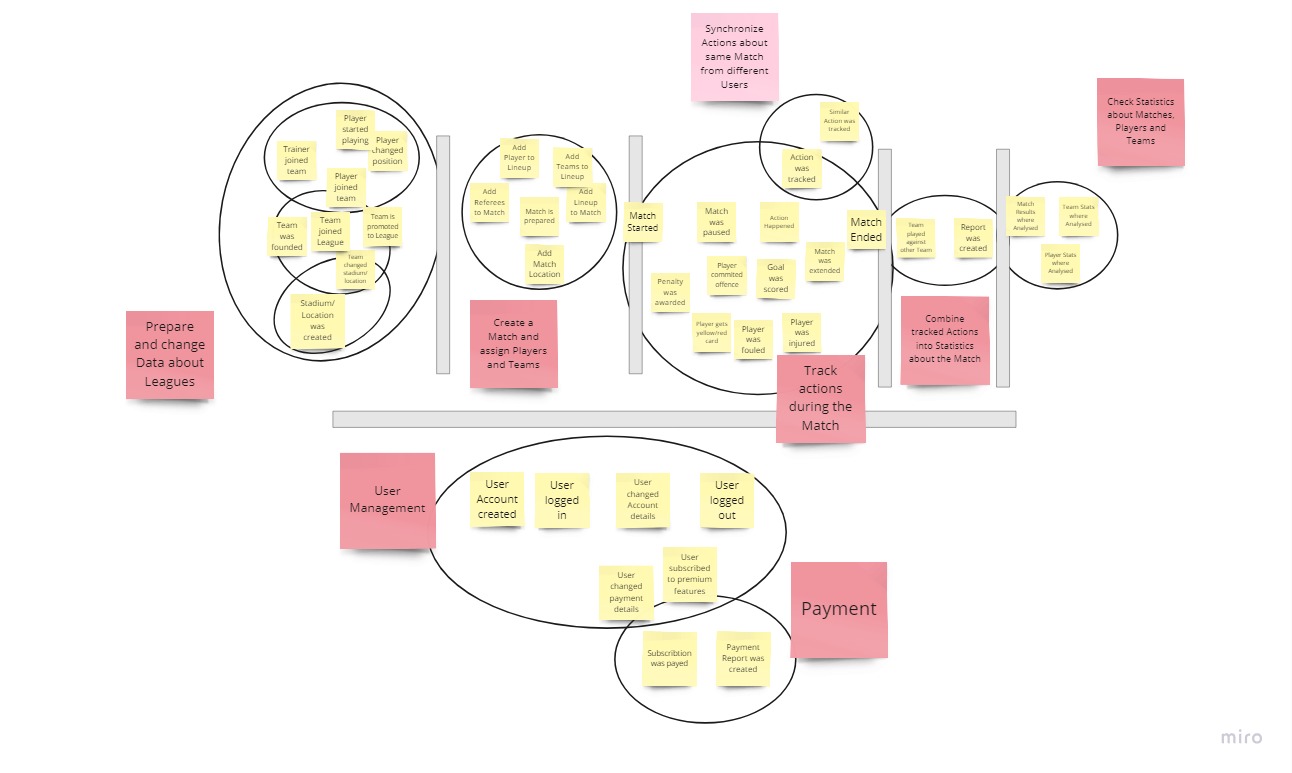 Synchronize
Actions about
same Match
from different
Users
Check Statistics
about Matches,
Players and
Teams
Player
started
playing
Player
changed
position
Trainer
joined
team
Player
joined
team
Team
was
founded
Team
joined
League
Team is
promoted
to League
Team
changed
stadium/
location
Stadium/
Location
was
created
Prepare
and change
Data about
Leagues
Add
Player to
Lineup
Add
Teams to
Lineup
Add
Referees
to Match
Match is
prepared
Add
Lineup
to Match
Add
Match
Location
Create a
Match and
assign Players
and Teams
Similar
Action was
tracked
Action
was
tracked
Match
Started
Match
was
paused
Action
Happened
Match
Ended
Player
commited
offence
Goal
was
scored
Match
was
extended
Penalty
was
awarded
Player gets
yellow/red
card
Player
was
fouled
Player
was
injured
Track
actions
during the
Match
Team
played
against
other Team
Report
was
created
Combine
tracked Actions
into Statistics
about the Match
Match
Results
where
Analysed
Team Stats
where
Analysed
Player Stats
where
Analysed
User
Management
User
Account
created
User
logged
in
User
changed
Account
details
User
logged
out
User
changed
payment
details
User
subscribed
to premium
features
Payment
Subscribtion
was payed
Payment
Report was
created
miro